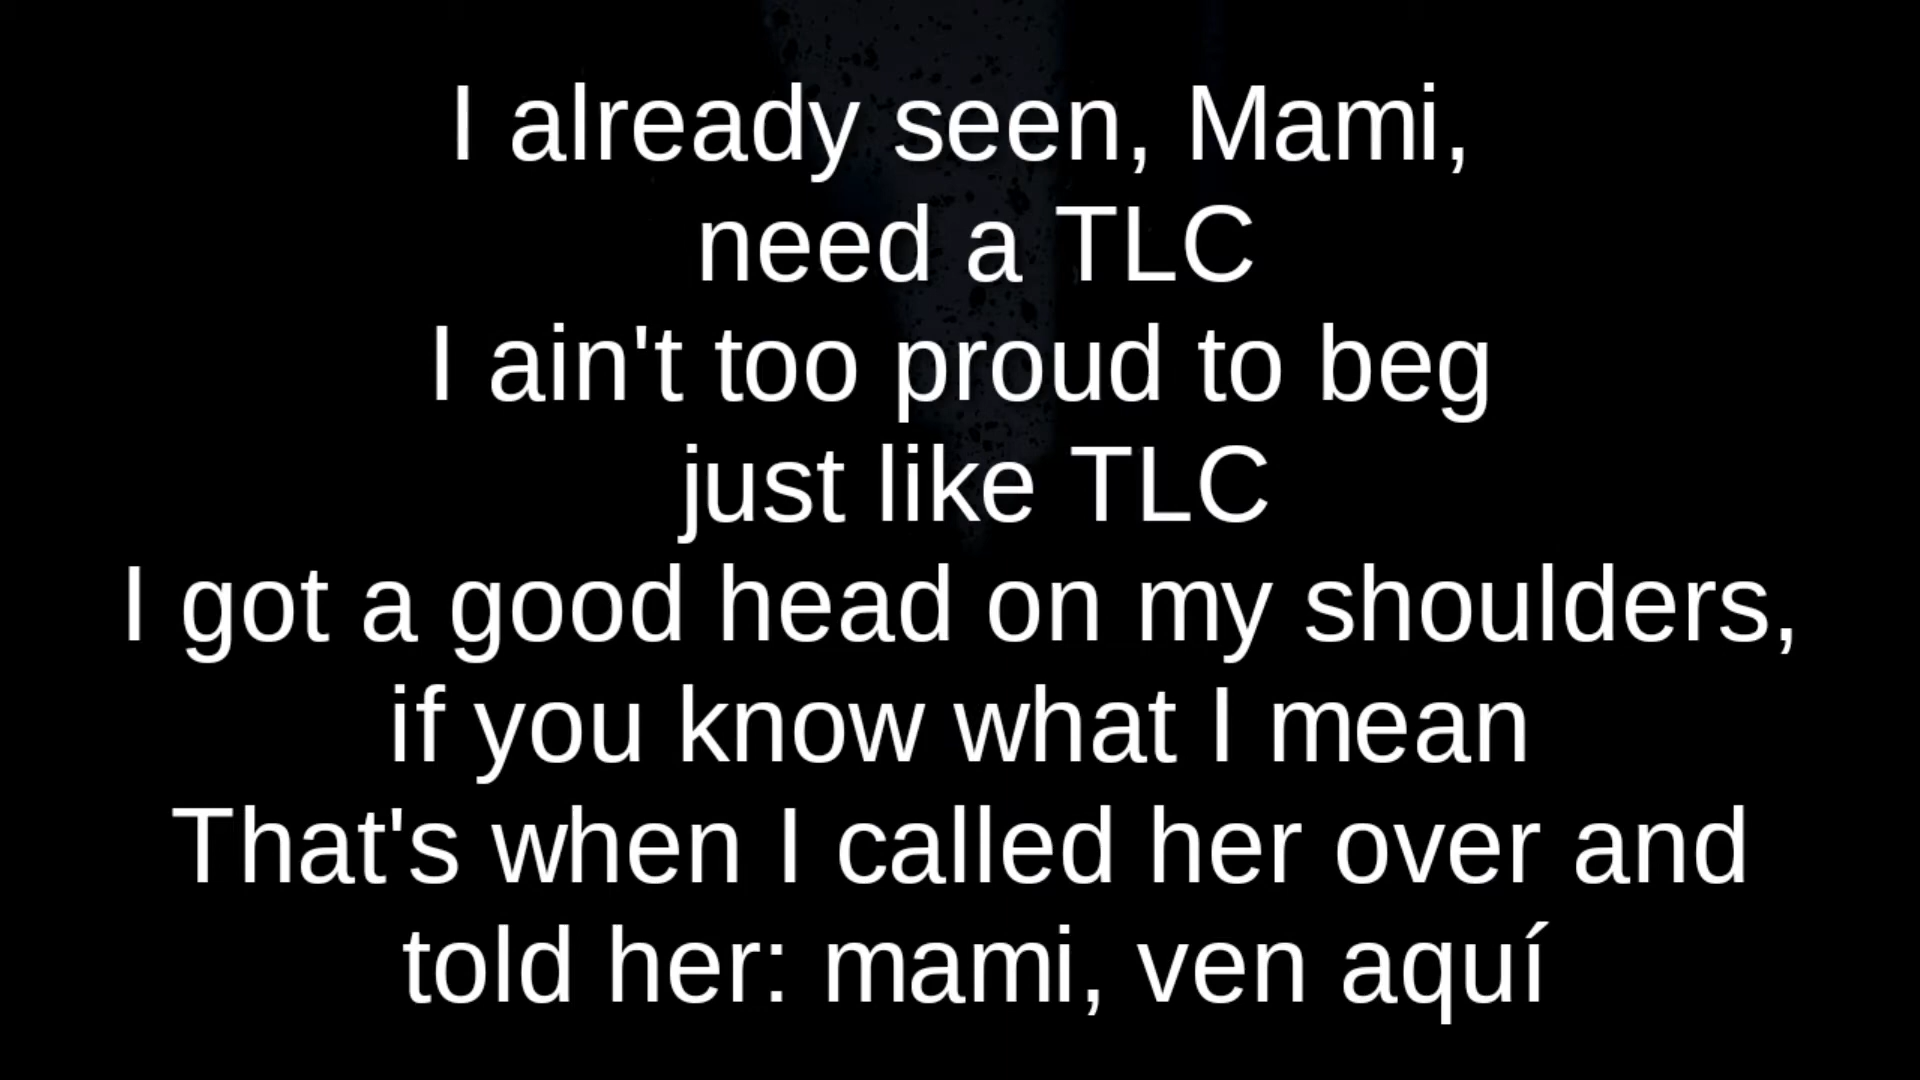 I already seen, Mami,
need a TLC
I ain't too proud to beg
just like TLC
I got a good head on my shoulders,
if you know what I mean
That's when I called her over and
told her: mami, ven aquí